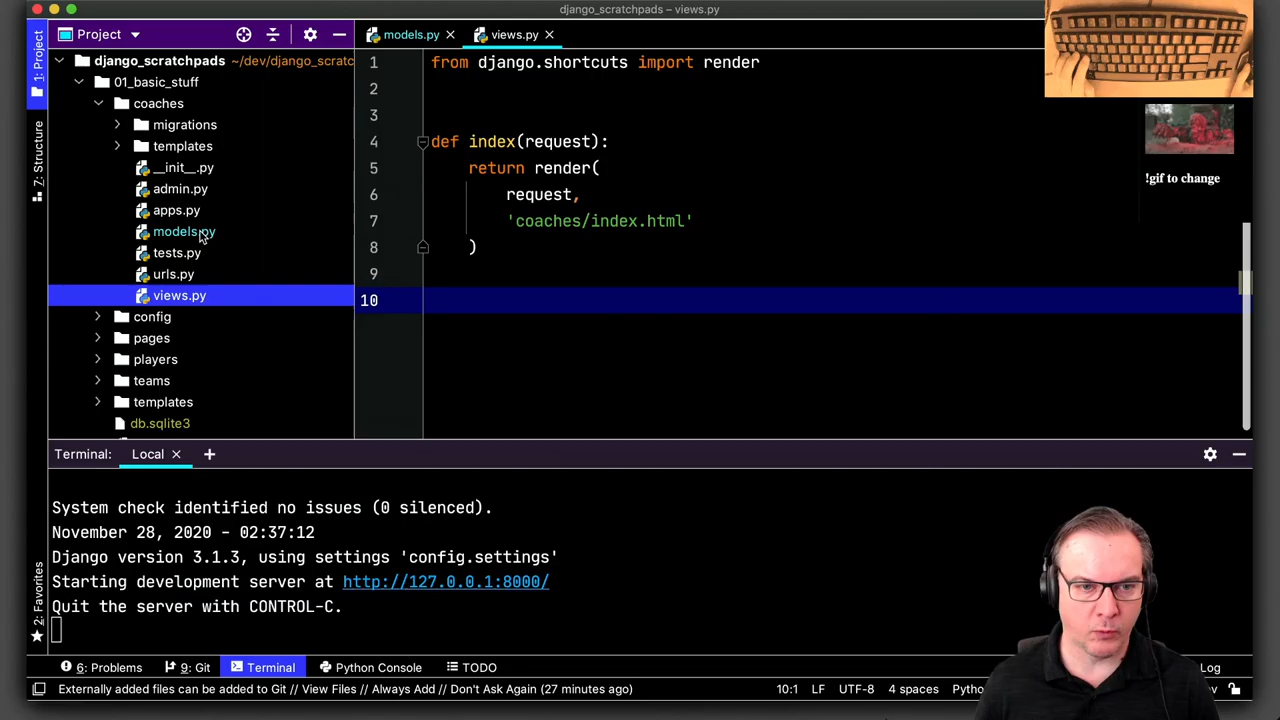 django_scratchpads – views.py
1: Project
Project
models.py
views.py
django_scratchpads ~/dev/django_scratc
01_basic_stuff
coaches
migrations
templates
__init__.py
admin.py
apps.py
models.py
tests.py
urls.py
views.py
config
pages
players
teams
templates
db.sqlite3
7: Structure
2: Favorites
1 from django.shortcuts import render
2
3
4 def index(request):
5 return render(
6 request,
7 'coaches/index.html'
8 )
9
10
!gif to change
Terminal: Local +
System check identified no issues (0 silenced).
November 28, 2020 - 02:37:12
Django version 3.1.3, using settings 'config.settings'
Starting development server at http://127.0.0.1:8000/
Quit the server with CONTROL-C.
6: Problems 9: Git Terminal Python Console TODO Log
Externally added files can be added to Git // View Files // Always Add // Don't Ask Again (27 minutes ago) 10:1 LF UTF-8 4 spaces Pytho